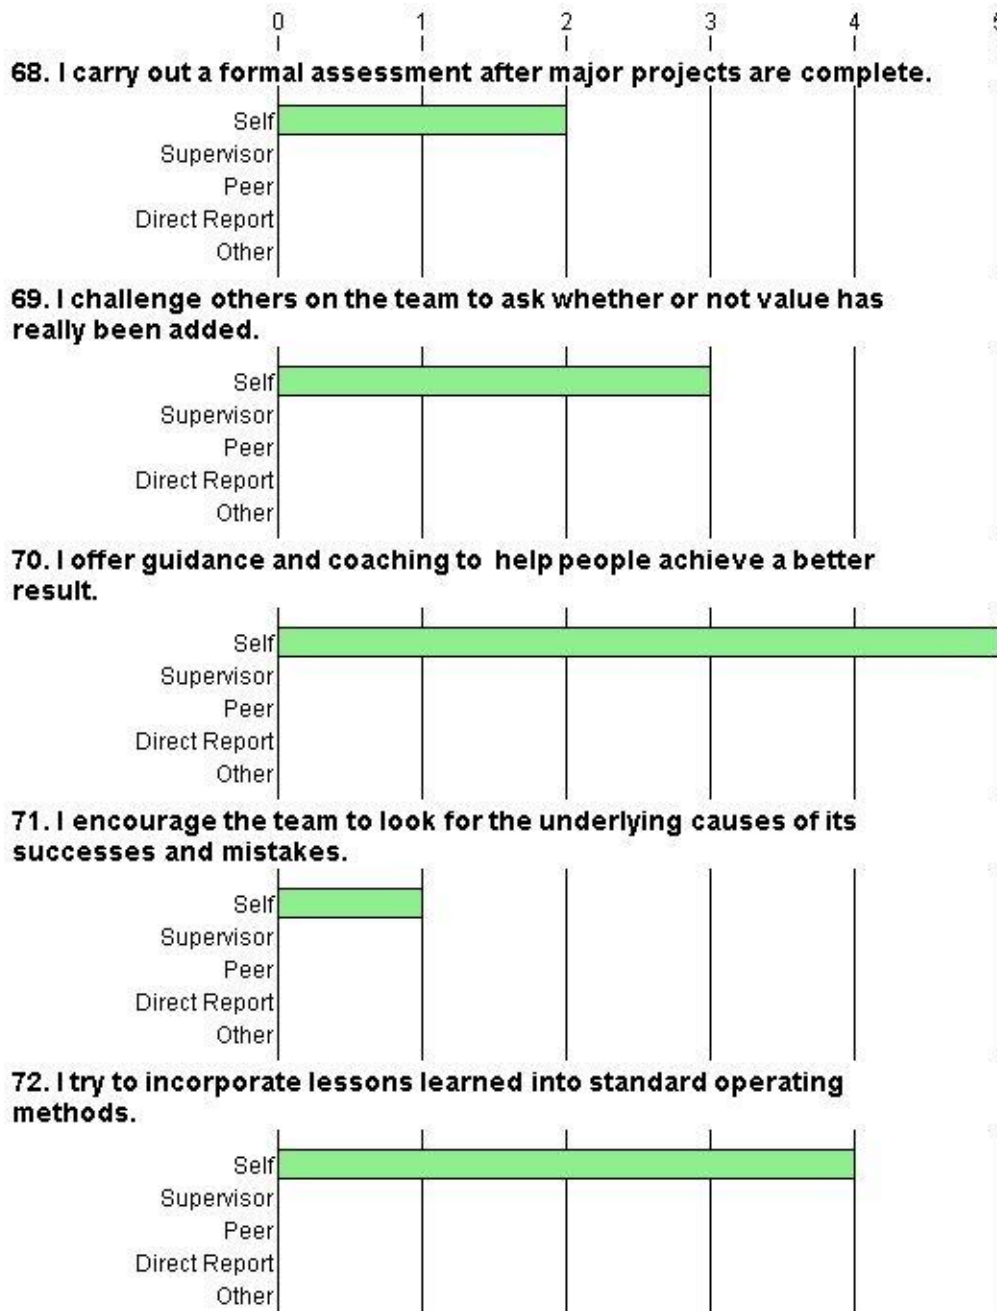 0 1 2 3 4 5
68. I carry out a formal assessment after major projects are complete.
Self
Supervisor
Peer
Direct Report
Other
69. I challenge others on the team to ask whether or not value has
really been added.
Self
Supervisor
Peer
Direct Report
Other
70. I offer guidance and coaching to  help people achieve a better
result.
Self
Supervisor
Peer
Direct Report
Other
71. I encourage the team to look for the underlying causes of its
successes and mistakes.
Self
Supervisor
Peer
Direct Report
Other
72. I try to incorporate lessons learned into standard operating
methods.
Self
Supervisor
Peer
Direct Report
Other